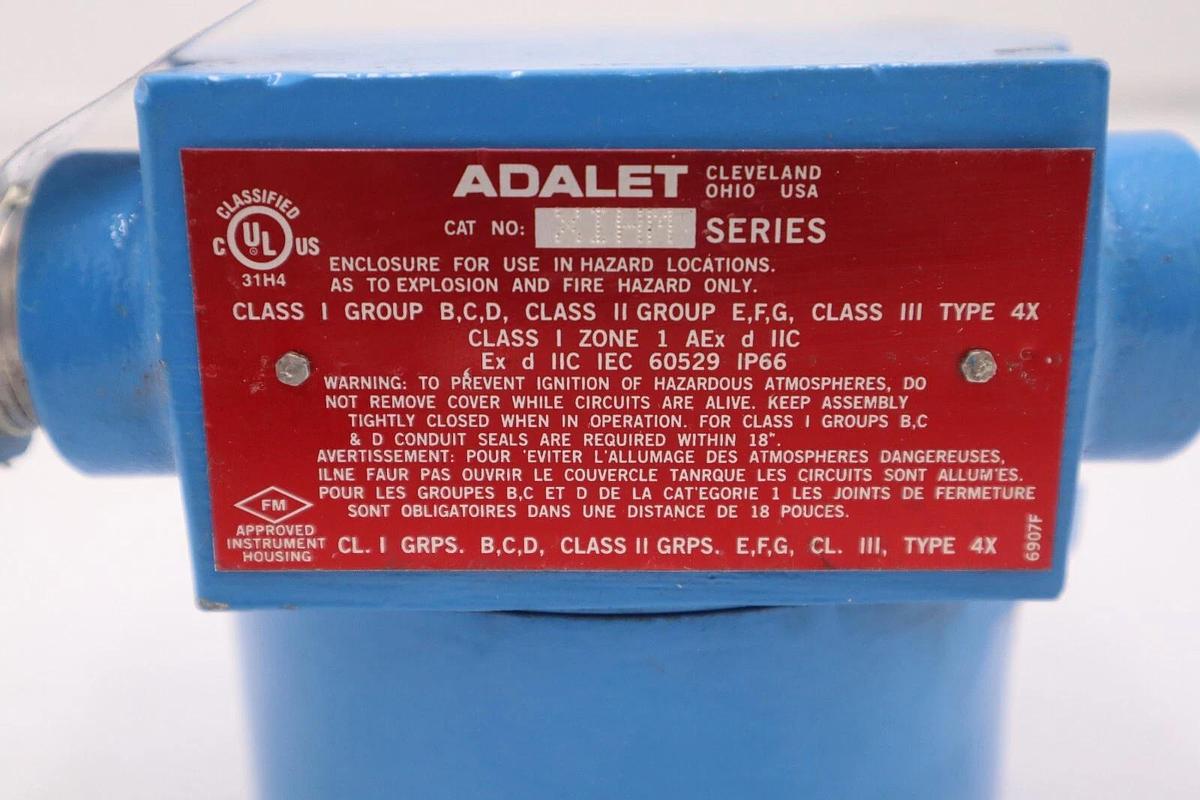 ADALET CLEVELAND OHIO USA
CAT NO: XIHM SERIES
CLASSIFIED
C UL US
31H4
ENCLOSURE FOR USE IN HAZARD LOCATIONS.
AS TO EXPLOSION AND FIRE HAZARD ONLY.
CLASS I GROUP B,C,D, CLASS II GROUP E,F,G, CLASS III TYPE 4X
CLASS I ZONE 1 AEx d IIC
Ex d IIC IEC 60529 IP66
WARNING: TO PREVENT IGNITION OF HAZARDOUS ATMOSPHERES, DO
NOT REMOVE COVER WHILE CIRCUITS ARE ALIVE. KEEP ASSEMBLY
TIGHTLY CLOSED WHEN IN OPERATION. FOR CLASS I GROUPS B,C
& D CONDUIT SEALS ARE REQUIRED WITHIN 18".
AVERTISSEMENT: POUR 'EVITER L'ALLUMAGE DES ATMOSPHERES DANGEREUSES,
ILNE FAUR PAS OUVRIR LE COUVERCLE TANRQUE LES CIRCUITS SONT ALLUM'ES.
POUR LES GROUPES B,C ET D DE LA CAT'EGORIE 1 LES JOINTS DE FERMETURE
SONT OBLIGATOIRES DANS UNE DISTANCE DE 18 POUCES.
FM
APPROVED
INSTRUMENT
HOUSING
CL. I GRPS. B,C,D, CLASS II GRPS. E,F,G, CL. III, TYPE 4X
6907F